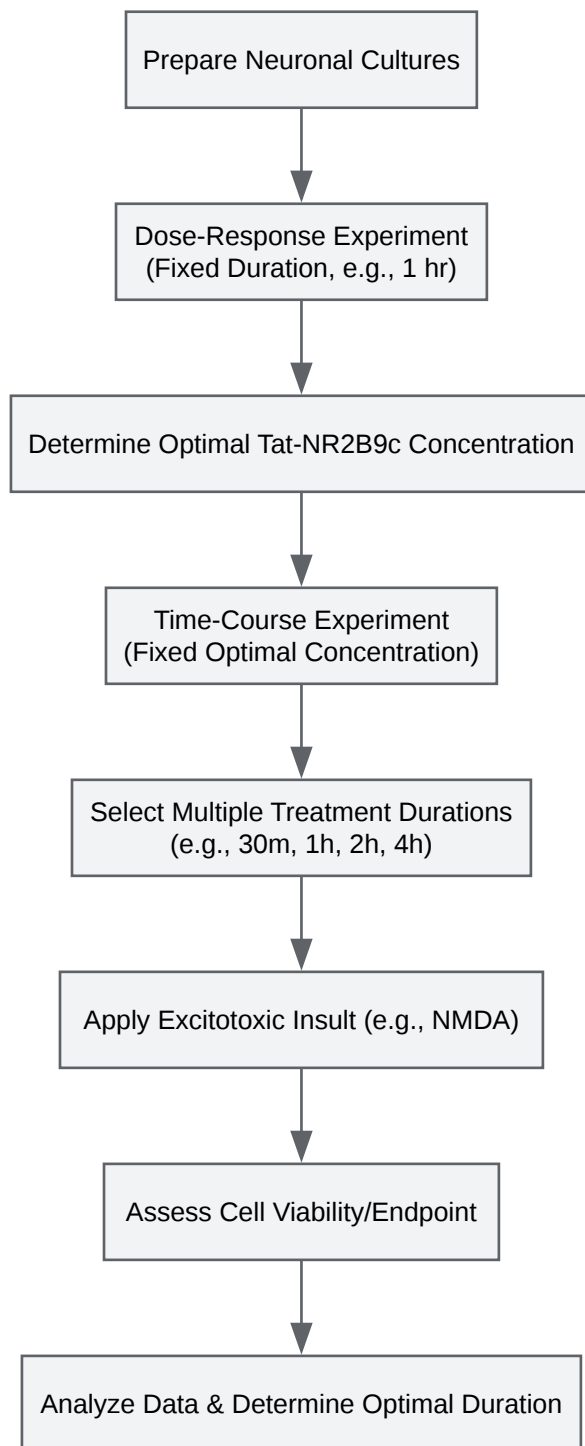 Prepare Neuronal Cultures
Dose-Response Experiment
(Fixed Duration, e.g., 1 hr)
Determine Optimal Tat-NR2B9c Concentration
Time-Course Experiment
(Fixed Optimal Concentration)
Select Multiple Treatment Durations
(e.g., 30m, 1h, 2h, 4h)
Apply Excitotoxic Insult (e.g., NMDA)
Assess Cell Viability/Endpoint
Analyze Data & Determine Optimal Duration